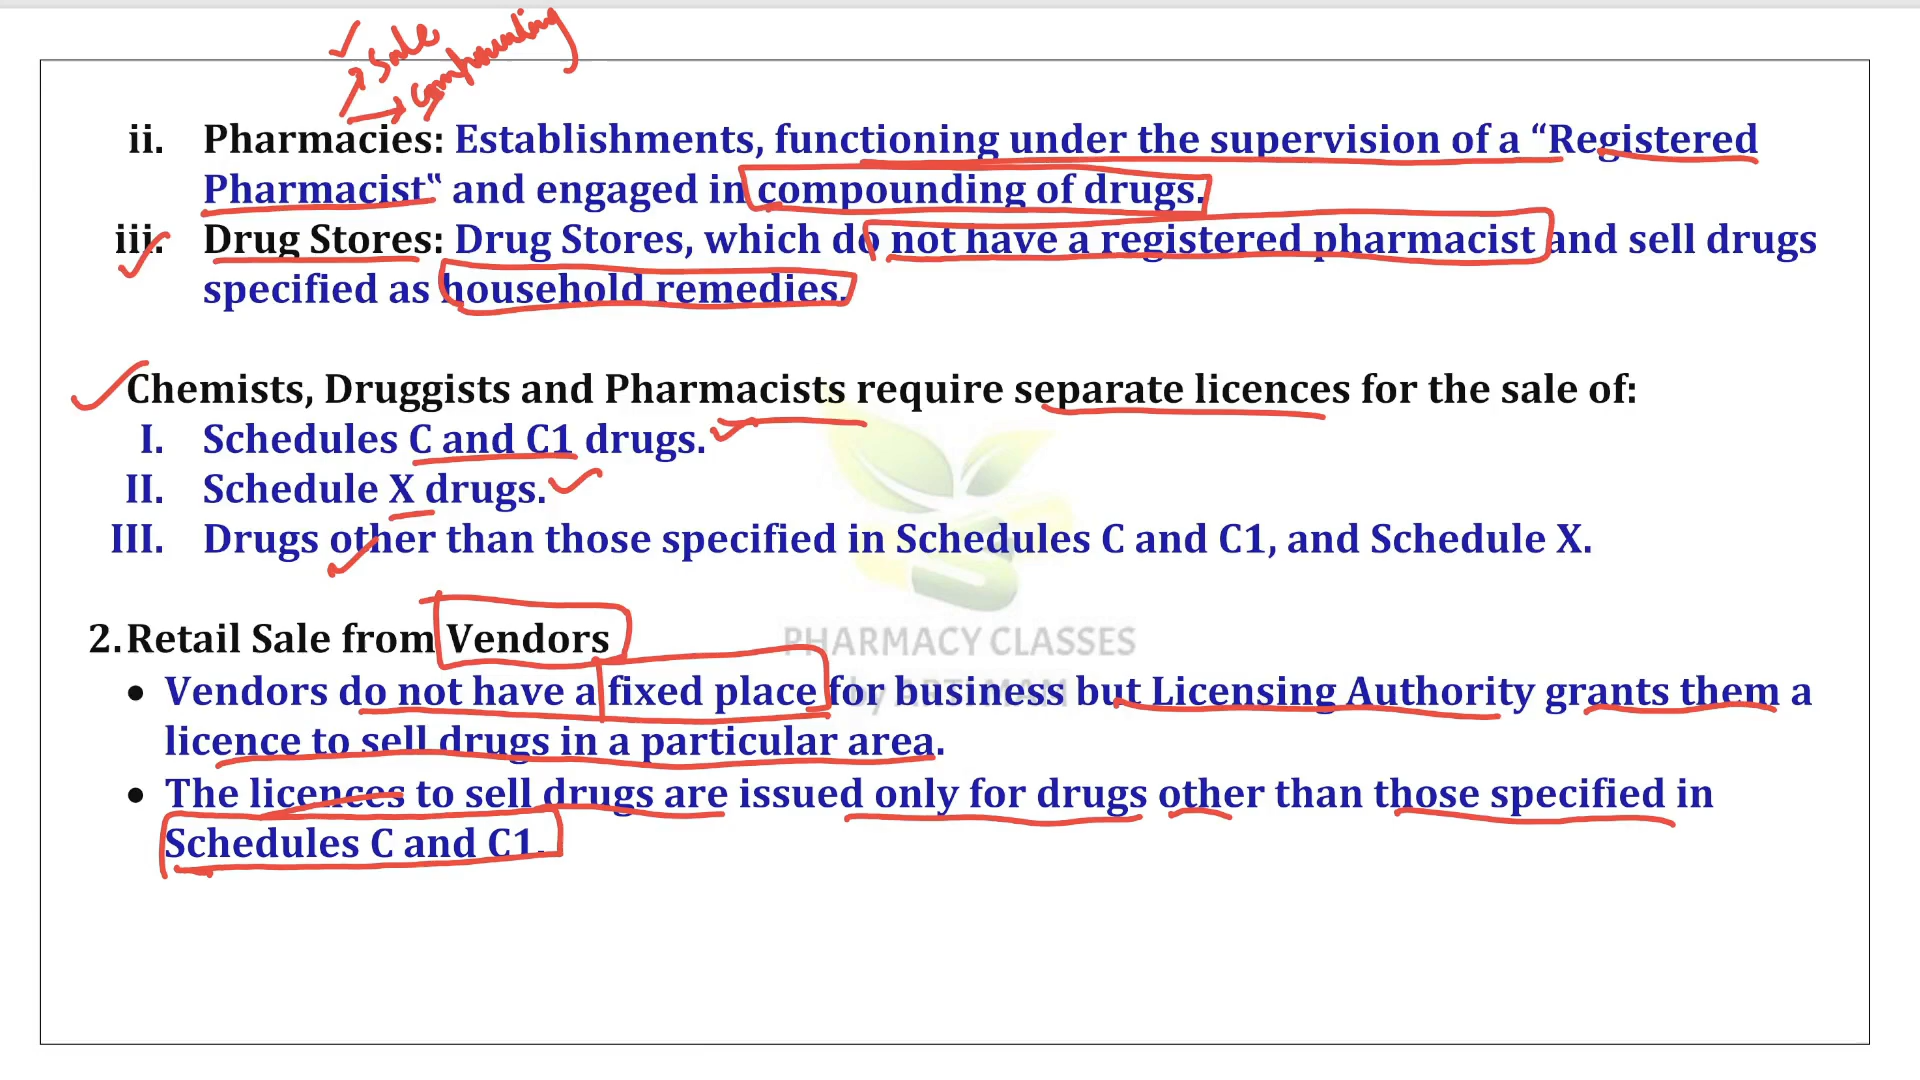 Sale
Compounding
ii. Pharmacies: Establishments, functioning under the supervision of a “Registered
Pharmacist‟ and engaged in compounding of drugs.
iii. Drug Stores: Drug Stores, which do not have a registered pharmacist and sell drugs
specified as household remedies.
Chemists, Druggists and Pharmacists require separate licences for the sale of:
I. Schedules C and C1 drugs.
II. Schedule X drugs.
III. Drugs other than those specified in Schedules C and C1, and Schedule X.
PHARMACY CLASSES
by ARTI MAM
2. Retail Sale from Vendors
• Vendors do not have a fixed place for business but Licensing Authority grants them a
licence to sell drugs in a particular area.
• The licences to sell drugs are issued only for drugs other than those specified in
Schedules C and C1.